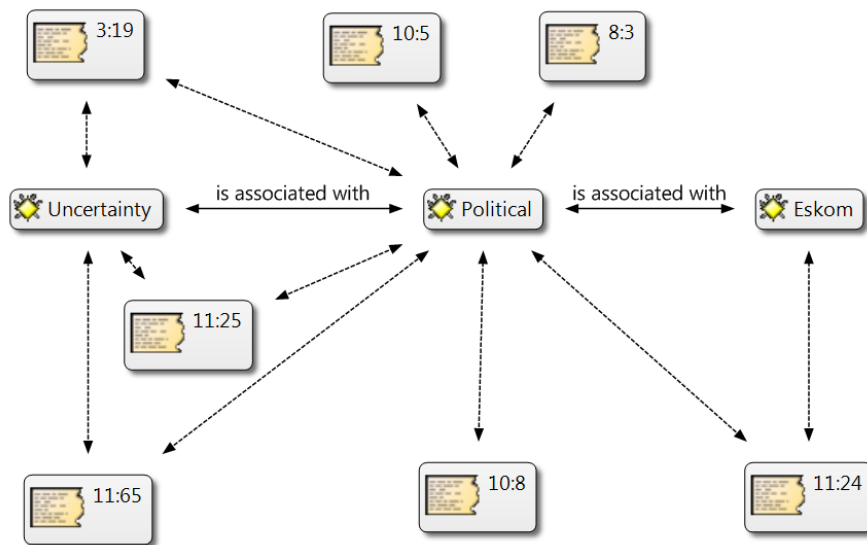 3:19
10:5
8:3
is associated with
is associated with
Uncertainty
Political
Eskom
11:25
11:65
10:8
11:24